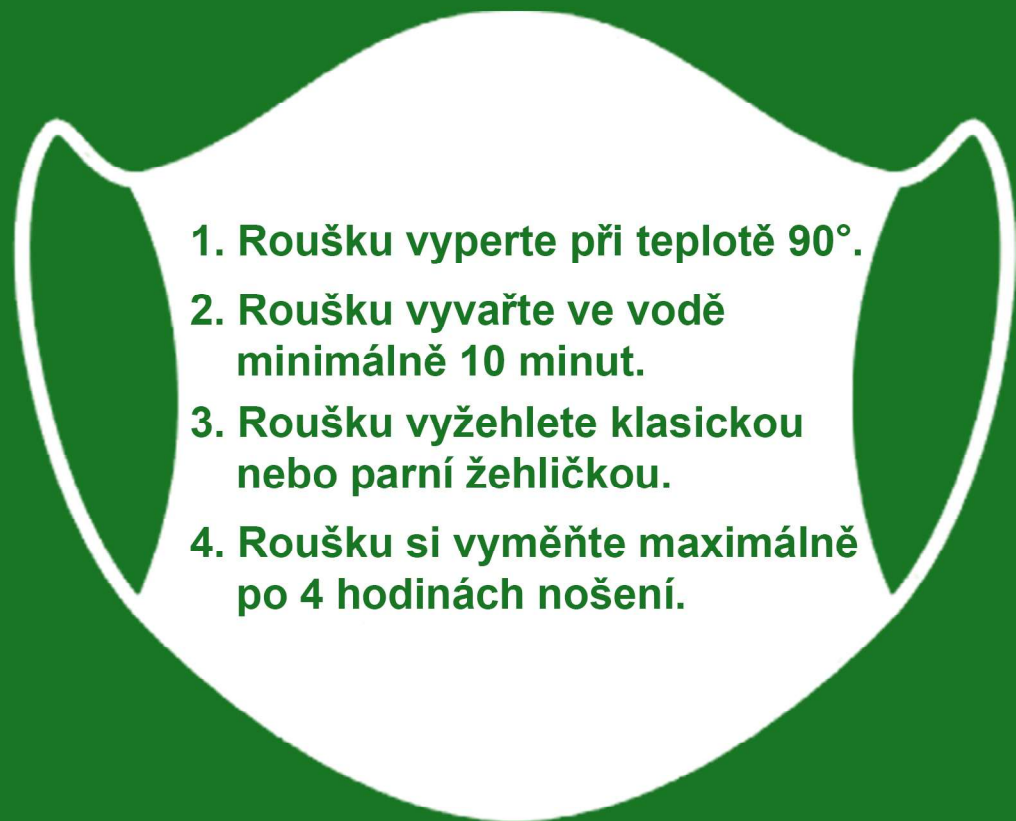 1. Roušku vyperte při teplotě 90°.
2. Roušku vyvařte ve vodě
minimálně 10 minut.
3. Roušku vyžehlete klasickou
nebo parní žehličkou.
4. Roušku si vyměňte maximálně
po 4 hodinách nošení.